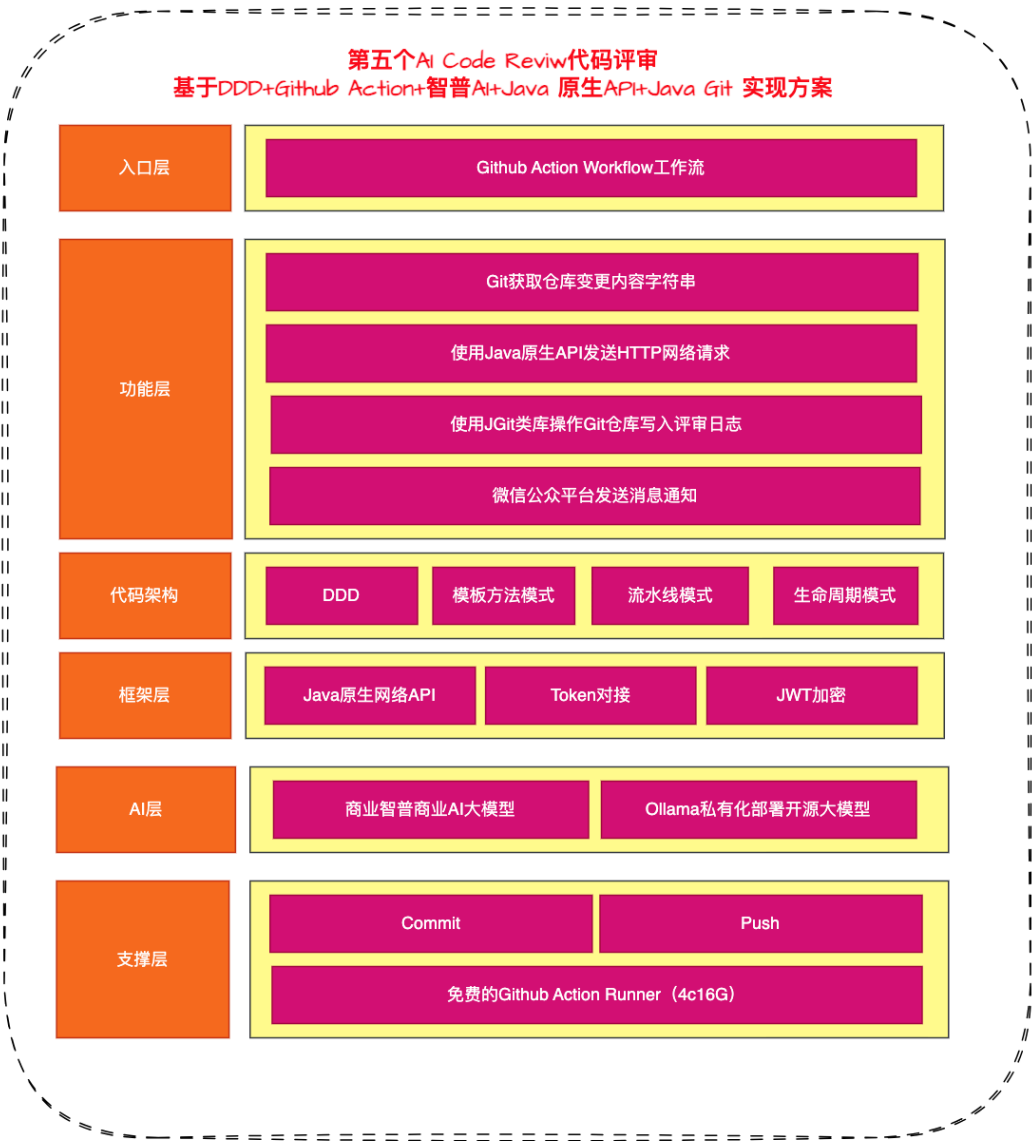 第五个AI Code Reviw代码评审
基于DDD+Github Action+智普AI+Java 原生API+Java Git 实现方案
入口层
Github Action Workflow工作流
功能层
Git获取仓库变更内容字符串
使用Java原生API发送HTTP网络请求
使用JGit类库操作Git仓库写入评审日志
微信公众平台发送消息通知
代码架构
DDD
模板方法模式
流水线模式
生命周期模式
框架层
Java原生网络API
Token对接
JWT加密
AI层
商业智普商业AI大模型
Ollama私有化部署开源大模型
支撑层
Commit
Push
免费的Github Action Runner（4c16G）